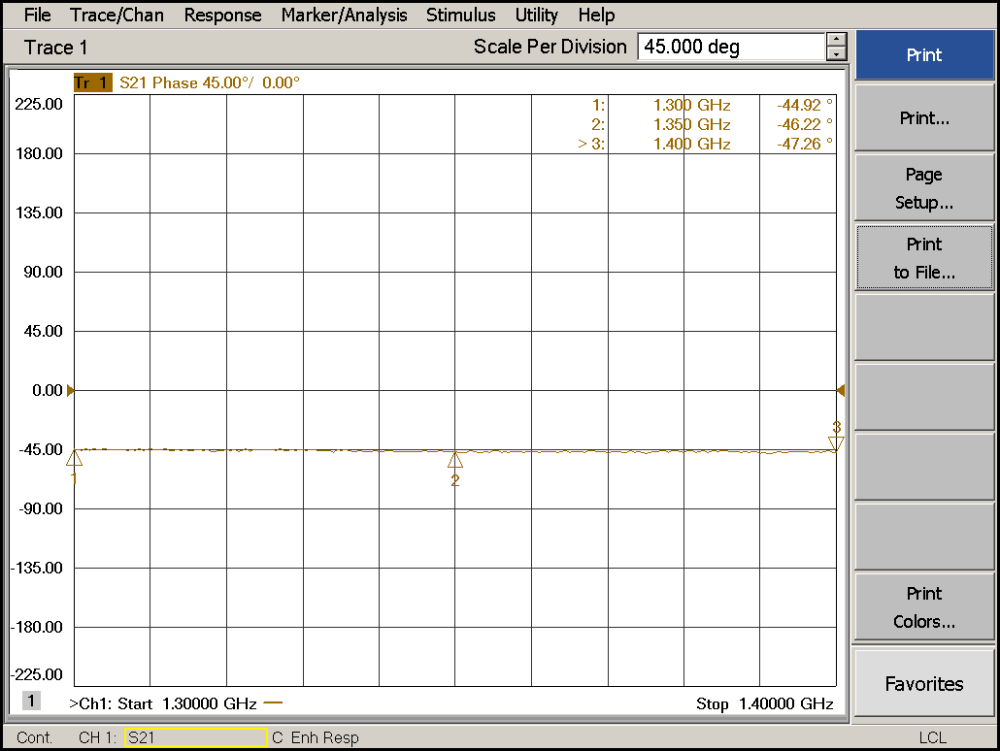 File Trace/Chan Response Marker/Analysis Stimulus Utility Help
Trace 1 Scale Per Division 45.000 deg
Print
Print...
Page
Setup...
Print
to File...
Print
Colors...
Favorites
Tr 1 S21 Phase 45.00°/ 0.00°
1: 1.300 GHz -44.92 °
2: 1.350 GHz -46.22 °
> 3: 1.400 GHz -47.26 °
225.00
180.00
135.00
90.00
45.00
0.00
-45.00
-90.00
-135.00
-180.00
-225.00
1
2
3
1 >Ch1: Start 1.30000 GHz Stop 1.40000 GHz
Cont. CH 1: S21 C Enh Resp LCL